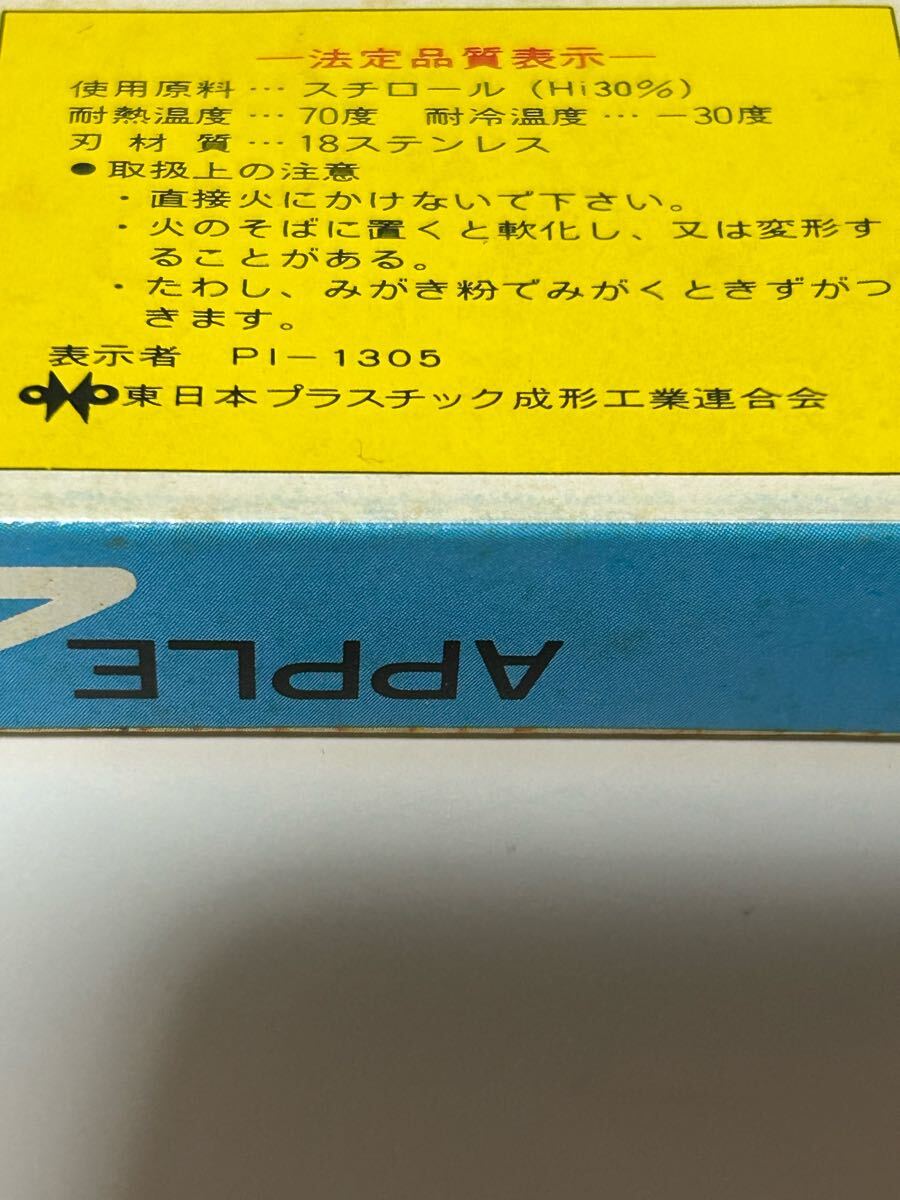 ―法定品質表示―
使用原料…スチロール(Hi30%)
耐熱温度…70度 耐冷温度…－30度
刃材質…18ステンレス
●取扱上の注意
・直接火にかけないで下さい。
・火のそばに置くと軟化し、又は変形す
ることがある。
・たわし、みがき粉でみがくときずがつ
きます。
表示者 PI－1305
東日本プラスチック成形工業連合会
APPLE